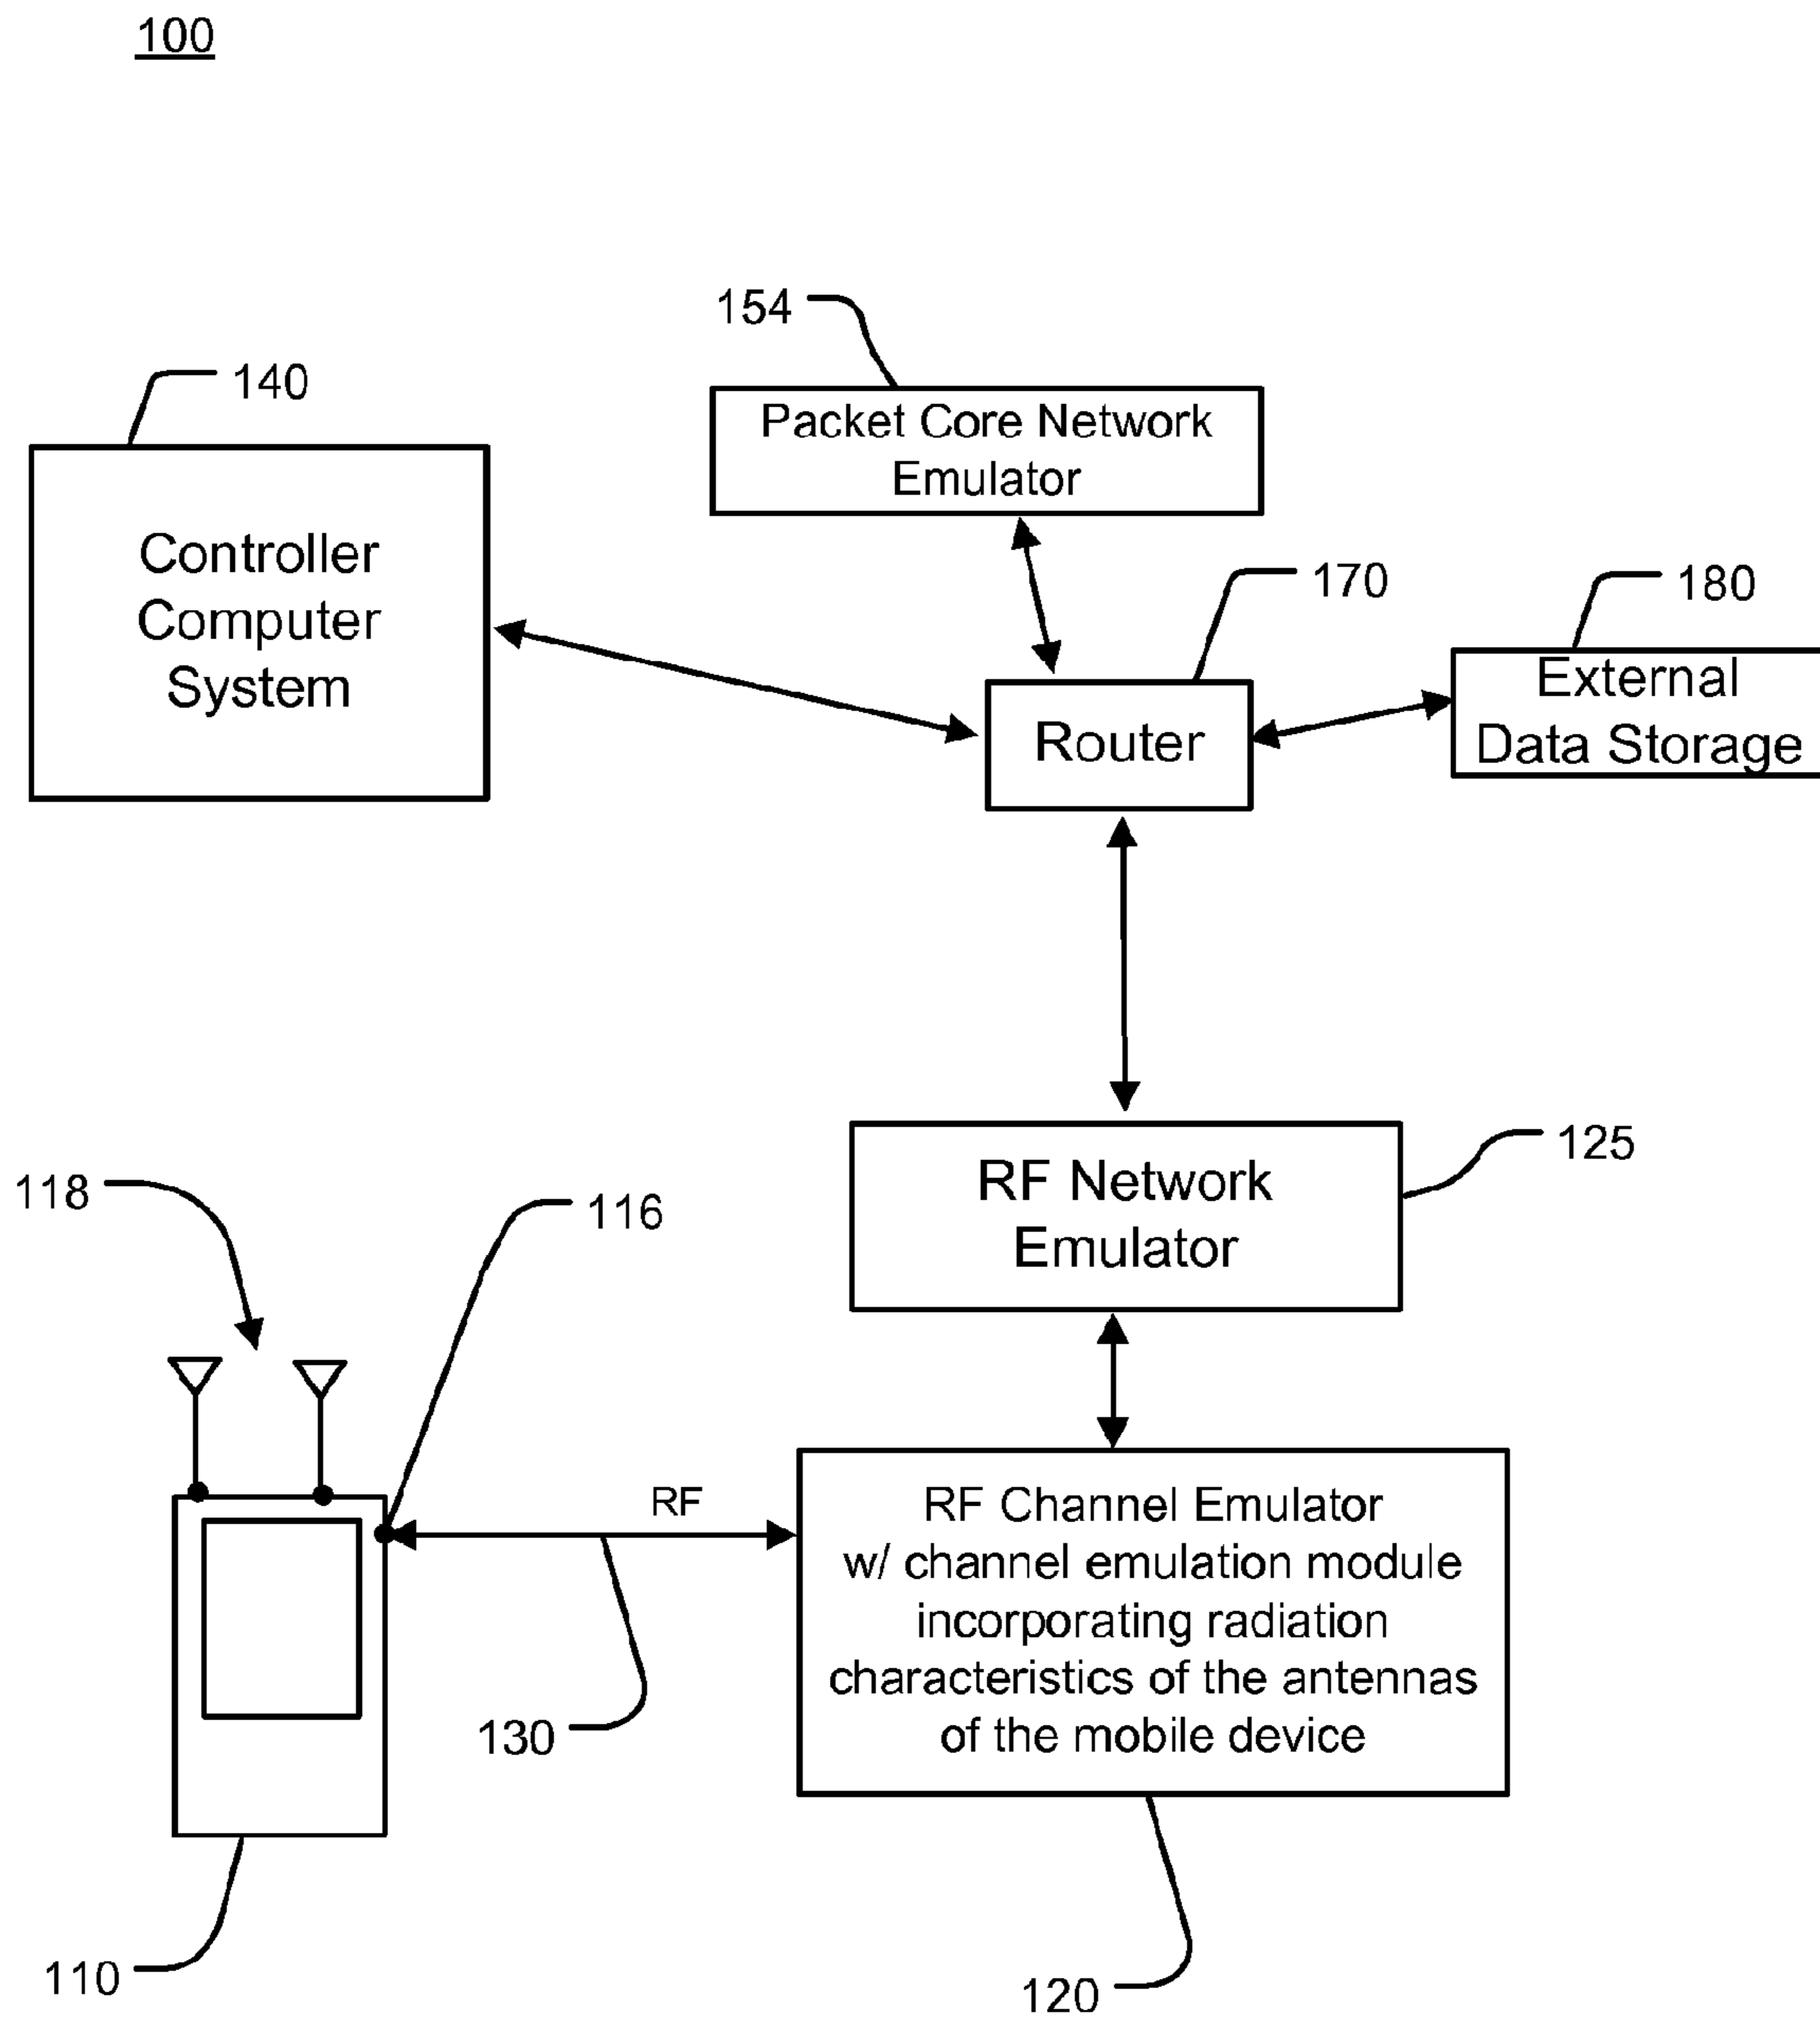 100
154
140
Packet Core Network
Emulator
Controller
Computer
System
170
180
External
Data Storage
Router
125
RF Network
Emulator
118
116
RF
RF Channel Emulator
w/ channel emulation module
incorporating radiation
characteristics of the antennas
of the mobile device
130
110
120